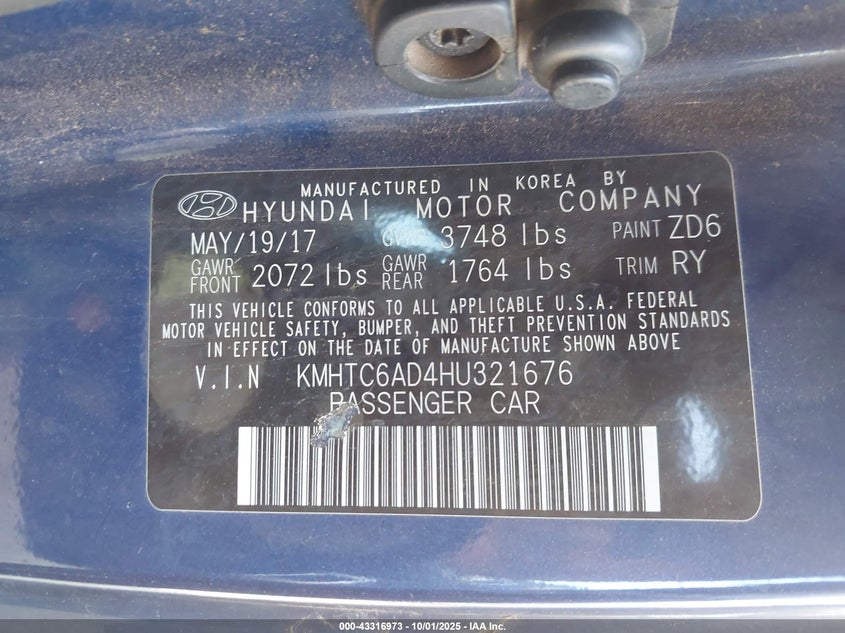 MANUFACTURED IN KOREA BY
HYUNDAI MOTOR COMPANY
MAY/19/17 GVWR 3748 lbs PAINT ZD6
GAWR FRONT 2072 lbs GAWR REAR 1764 lbs TRIM RY
THIS VEHICLE CONFORMS TO ALL APPLICABLE U.S.A. FEDERAL
MOTOR VEHICLE SAFETY, BUMPER, AND THEFT PREVENTION STANDARDS
IN EFFECT ON THE DATE OF MANUFACTURE SHOWN ABOVE
V.I.N KMHTC6AD4HU321676
PASSENGER CAR
000-43316973 - 10/01/2025 - IAA Inc.